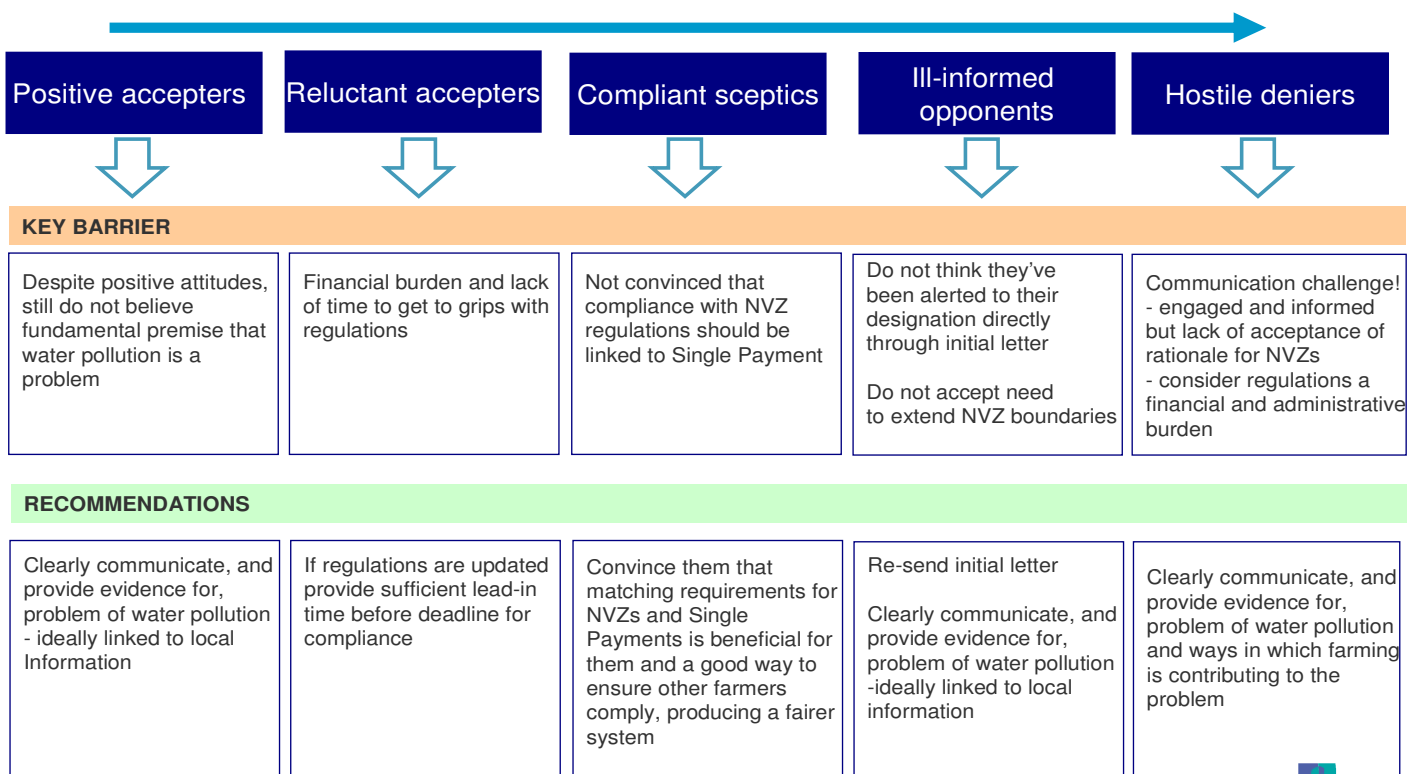 Positive accepters
Reluctant accepters
Compliant sceptics
Ill-informed
opponents
Hostile deniers
KEY BARRIER
Despite positive attitudes,
still do not believe
fundamental premise that
water pollution is a
problem
Financial burden and lack
of time to get to grips with
regulations
Not convinced that
compliance with NVZ
regulations should be
linked to Single Payment
Do not think they've
been alerted to their
designation directly
through initial letter
Do not accept need
to extend NVZ boundaries
Communication challenge!
- engaged and informed
but lack of acceptance of
rationale for NVZs
- consider regulations a
financial and administrative
burden
RECOMMENDATIONS
Clearly communicate, and
provide evidence for,
problem of water pollution
- ideally linked to local
Information
If regulations are updated
provide sufficient lead-in
time before deadline for
compliance
Convince them that
matching requirements for
NVZs and Single
Payments is beneficial for
them and a good way to
ensure other farmers
comply, producing a fairer
system
Re-send initial letter
Clearly communicate, and
provide evidence for,
problem of water pollution
-ideally linked to local
information
Clearly communicate, and
provide evidence for,
problem of water pollution
and ways in which farming
is contributing to the
problem